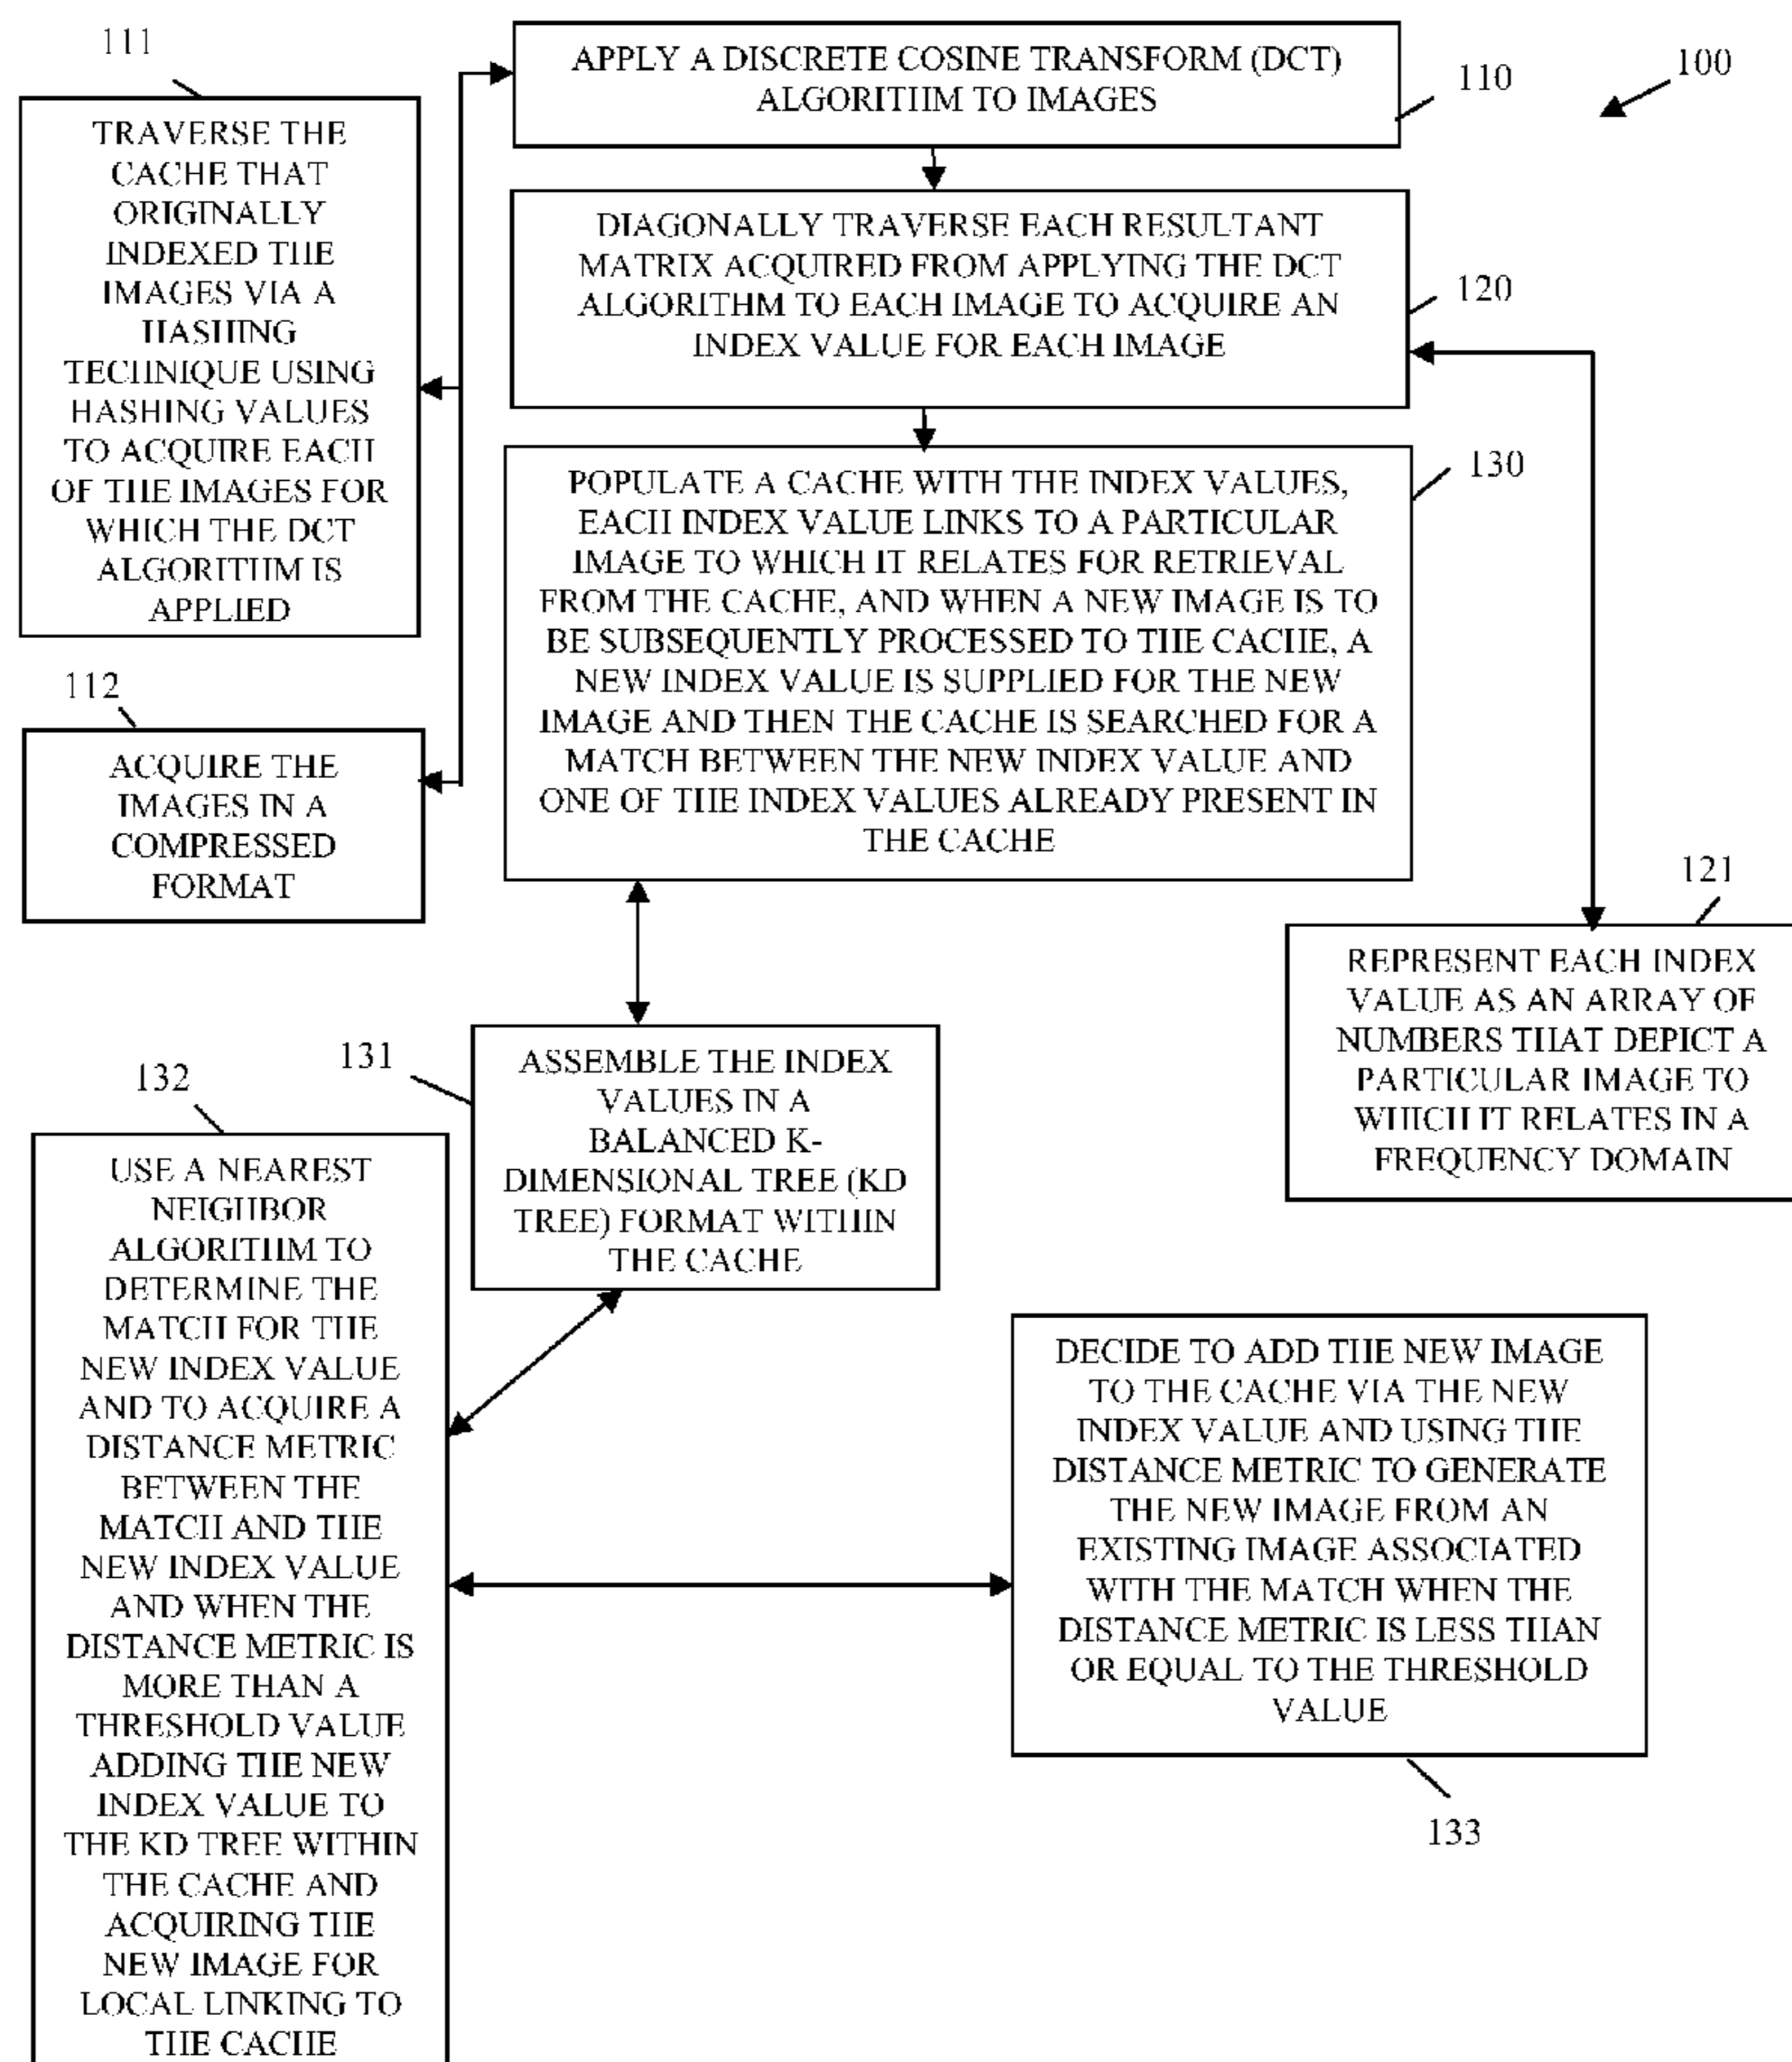 111
APPLY A DISCRETE COSINE TRANSFORM (DCT)
ALGORITHM TO IMAGES
110
100
TRAVERSE THE
CACHE THAT
ORIGINALLY
INDEXED THE
IMAGES VIA A
HASHING
TECHNIQUE USING
HASHING VALUES
TO ACQUIRE EACH
OF THE IMAGES FOR
WHICH THE DCT
ALGORITHM IS
APPLIED
DIAGONALLY TRAVERSE EACH RESULTANT
MATRIX ACQUIRED FROM APPLYING THE DCT
ALGORITHM TO EACH IMAGE TO ACQUIRE AN
INDEX VALUE FOR EACH IMAGE
120
POPULATE A CACHE WITH THE INDEX VALUES,
EACH INDEX VALUE LINKS TO A PARTICULAR
IMAGE TO WHICH IT RELATES FOR RETRIEVAL
FROM THE CACHE, AND WHEN A NEW IMAGE IS TO
BE SUBSEQUENTLY PROCESSED TO THE CACHE, A
NEW INDEX VALUE IS SUPPLIED FOR THE NEW
IMAGE AND THEN THE CACHE IS SEARCHED FOR A
MATCH BETWEEN THE NEW INDEX VALUE AND
ONE OF THE INDEX VALUES ALREADY PRESENT IN
THE CACHE
130
112
ACQUIRE THE
IMAGES IN A
COMPRESSED
FORMAT
121
REPRESENT EACH INDEX
VALUE AS AN ARRAY OF
NUMBERS THAT DEPICT A
PARTICULAR IMAGE TO
WHICH IT RELATES IN A
FREQUENCY DOMAIN
131
ASSEMBLE THE INDEX
VALUES IN A
BALANCED K-
DIMENSIONAL TREE (KD
TREE) FORMAT WITHIN
THE CACHE
132
USE A NEAREST
NEIGHBOR
ALGORITHM TO
DETERMINE THE
MATCH FOR THE
NEW INDEX VALUE
AND TO ACQUIRE A
DISTANCE METRIC
BETWEEN THE
MATCH AND THE
NEW INDEX VALUE
AND WHEN THE
DISTANCE METRIC IS
MORE THAN A
THRESHOLD VALUE
ADDING THE NEW
INDEX VALUE TO
THE KD TREE WITHIN
THE CACHE AND
ACQUIRING THE
NEW IMAGE FOR
LOCAL LINKING TO
THE CACHE
DECIDE TO ADD THE NEW IMAGE
TO THE CACHE VIA THE NEW
INDEX VALUE AND USING THE
DISTANCE METRIC TO GENERATE
THE NEW IMAGE FROM AN
EXISTING IMAGE ASSOCIATED
WITH THE MATCH WHEN THE
DISTANCE METRIC IS LESS THAN
OR EQUAL TO THE THRESHOLD
VALUE
133